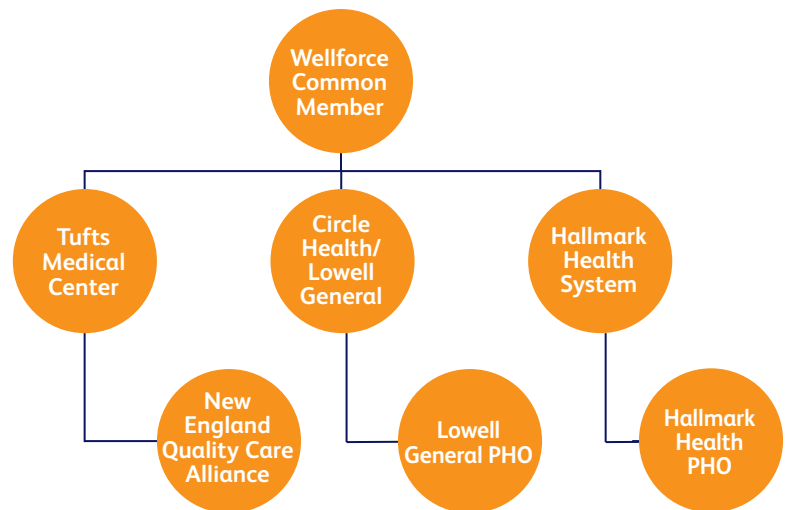 Wellforce
Common
Member
Tufts
Medical
Center
Circle
Health/
Lowell
General
Hallmark
Health
System
New
England
Quality Care
Alliance
Lowell
General PHO
Hallmark
Health
PHO